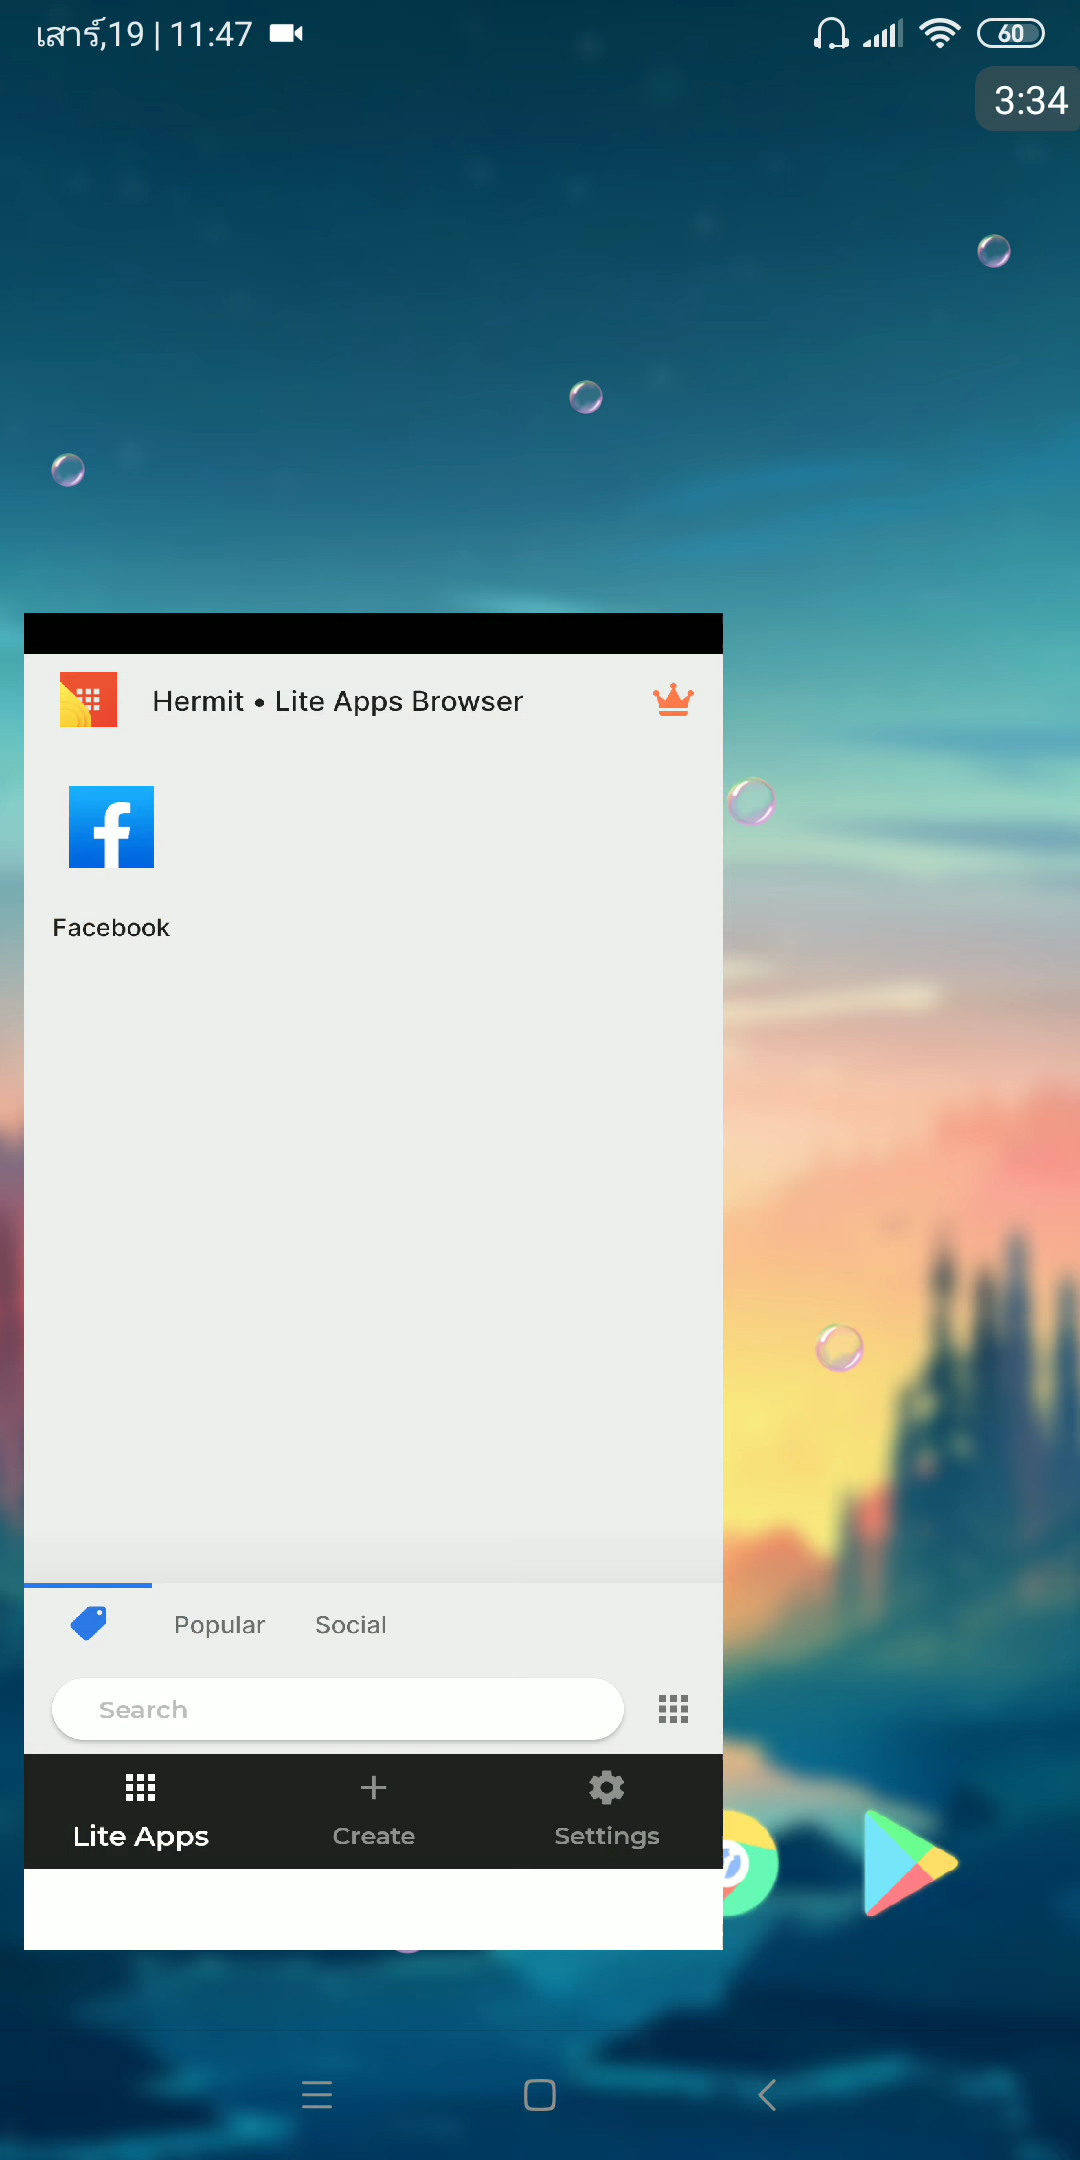 เสาร์,19 | 11:47
60
3:34
Hermit • Lite Apps Browser
Facebook
Popular
Social
Search
Lite Apps
Create
Settings